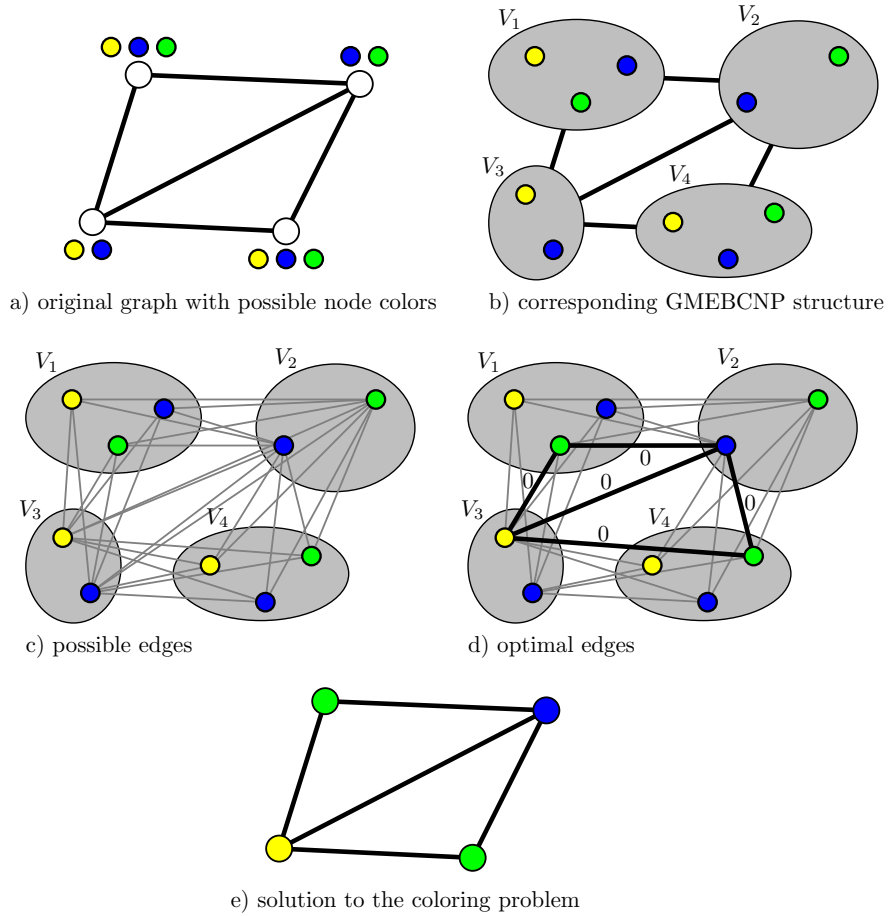 V1
V2
V3
V4
a) original graph with possible node colors
b) corresponding GMEBCNP structure
V1
V2
V3
V4
c) possible edges
V1
V2
0
0
0
V3
V4
0
0
d) optimal edges
e) solution to the coloring problem